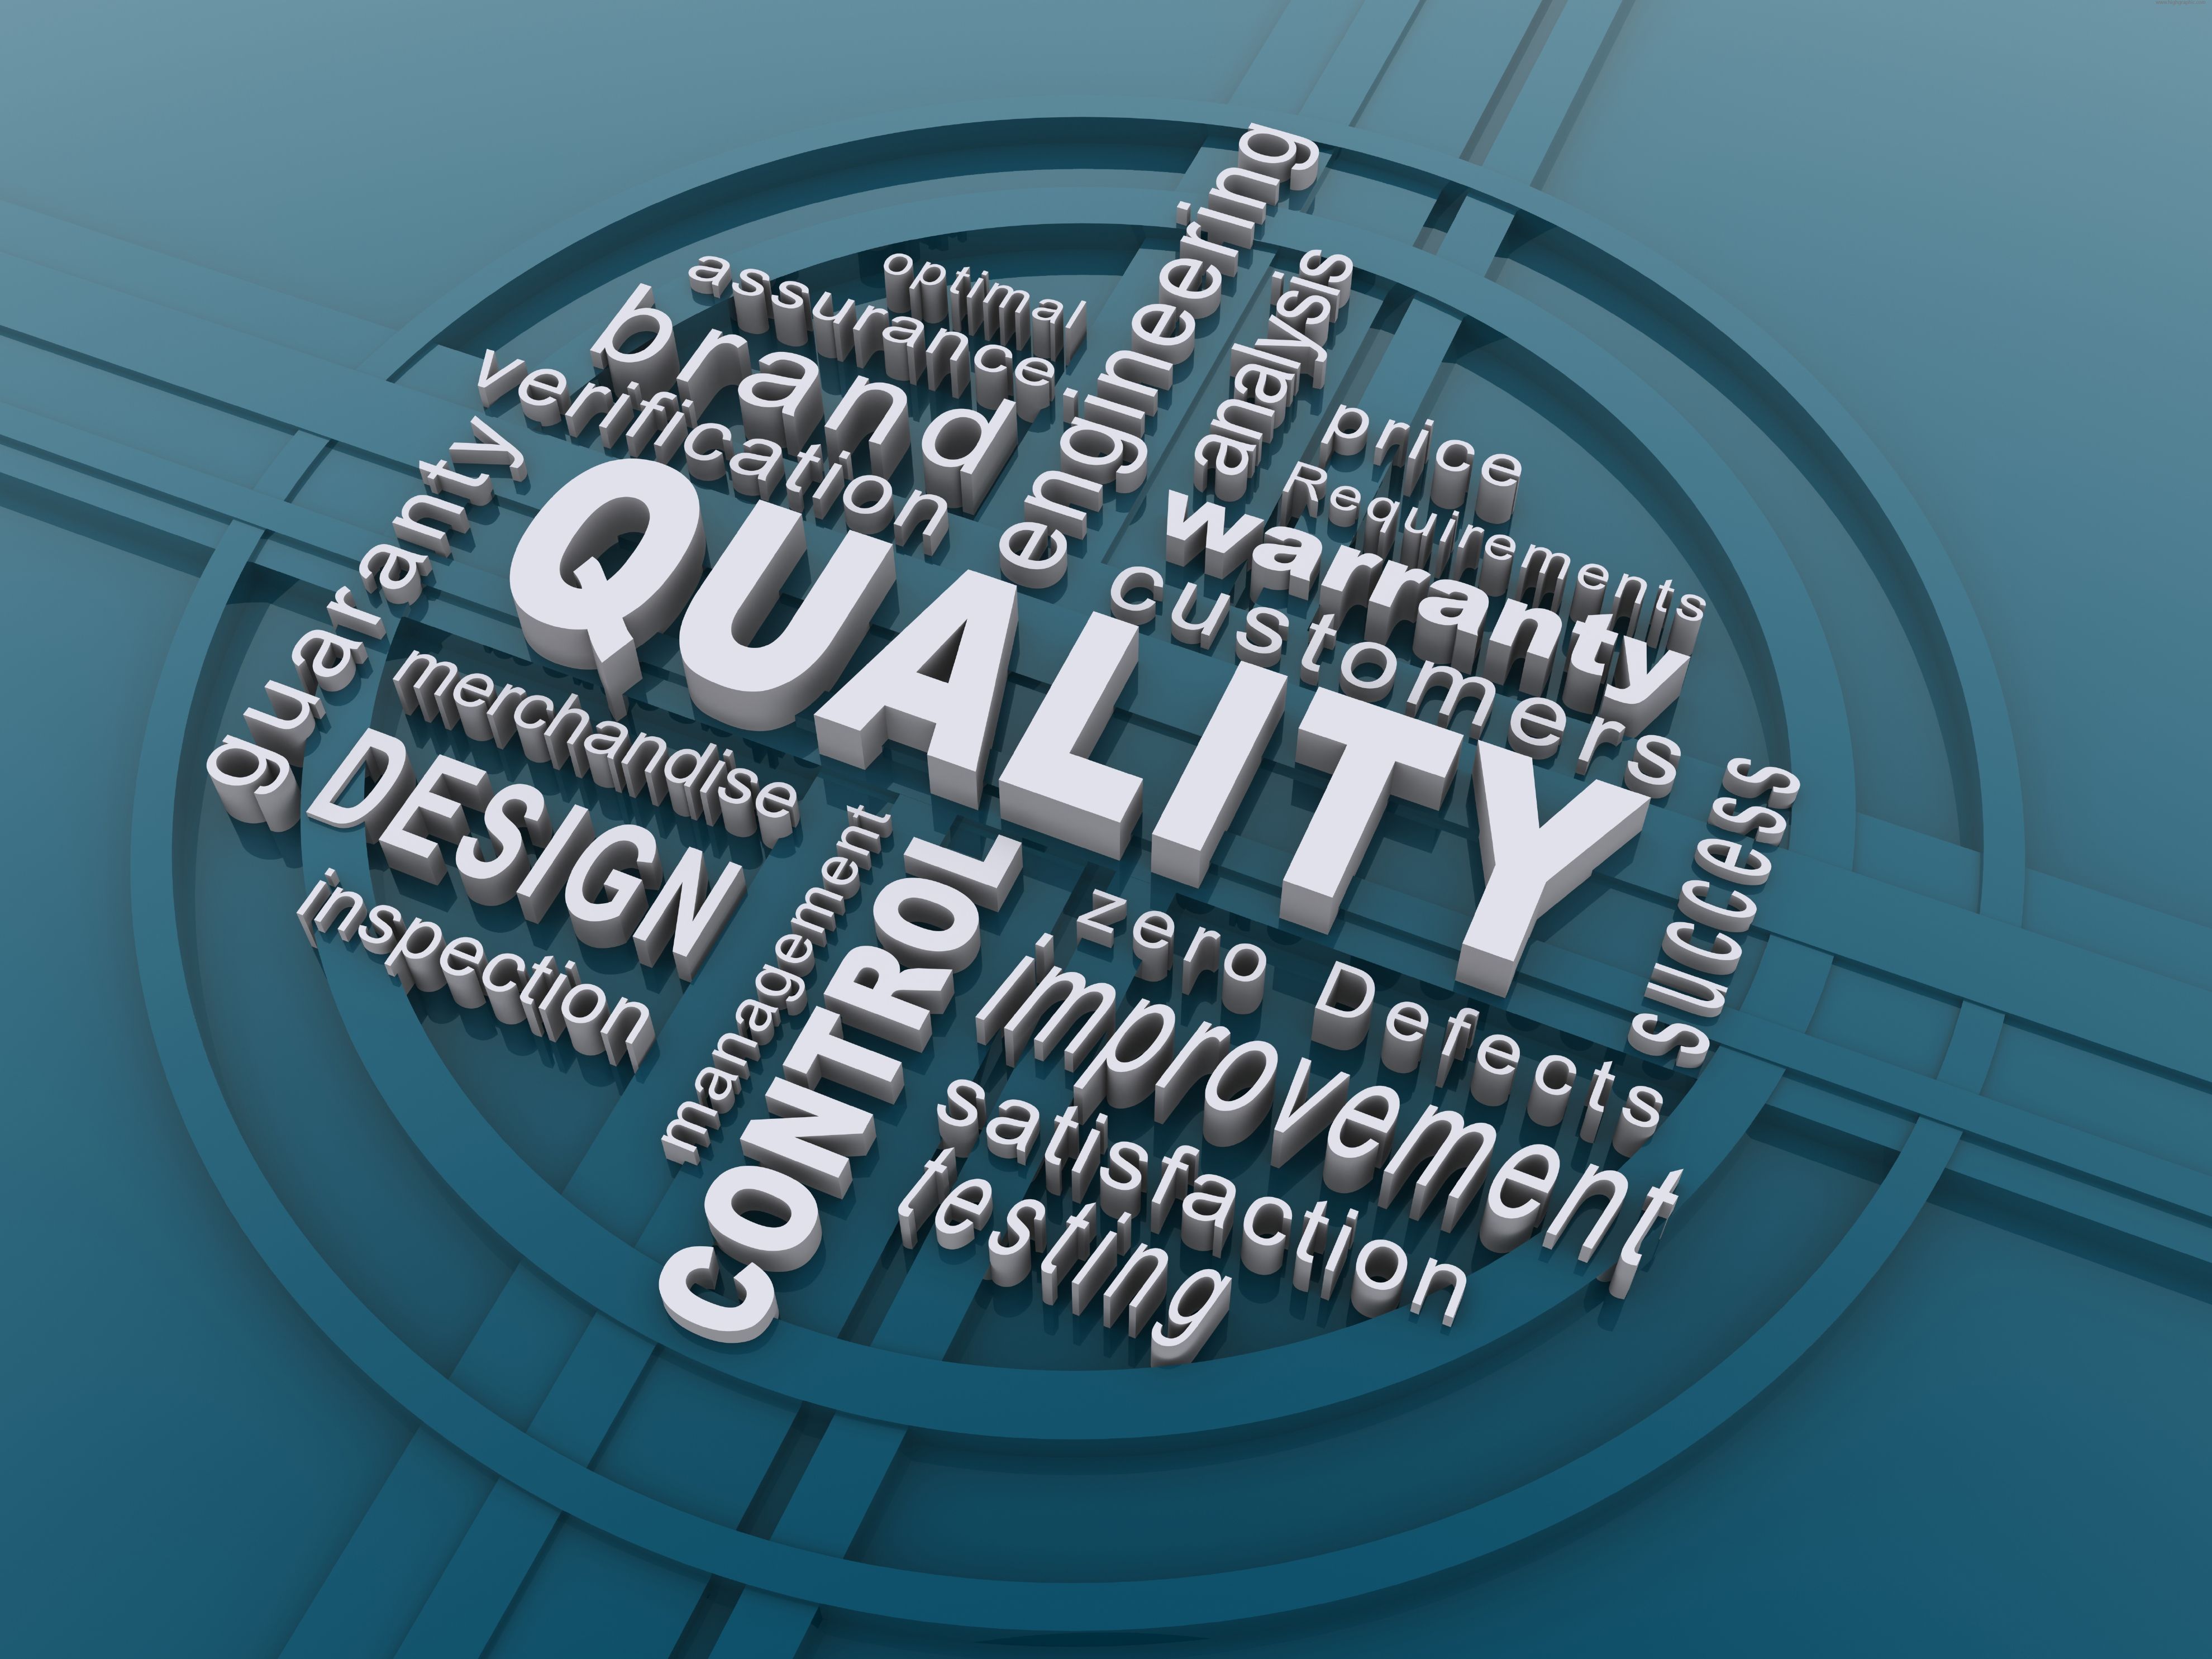 optimal
assurance
brand
verification
engineering
analysis
price
Requirements
warranty
customers
guaranty
QUALITY
merchandise
DESIGN
inspection
management
CONTROL
success
zero Defects
Improvement
satisfaction
testing